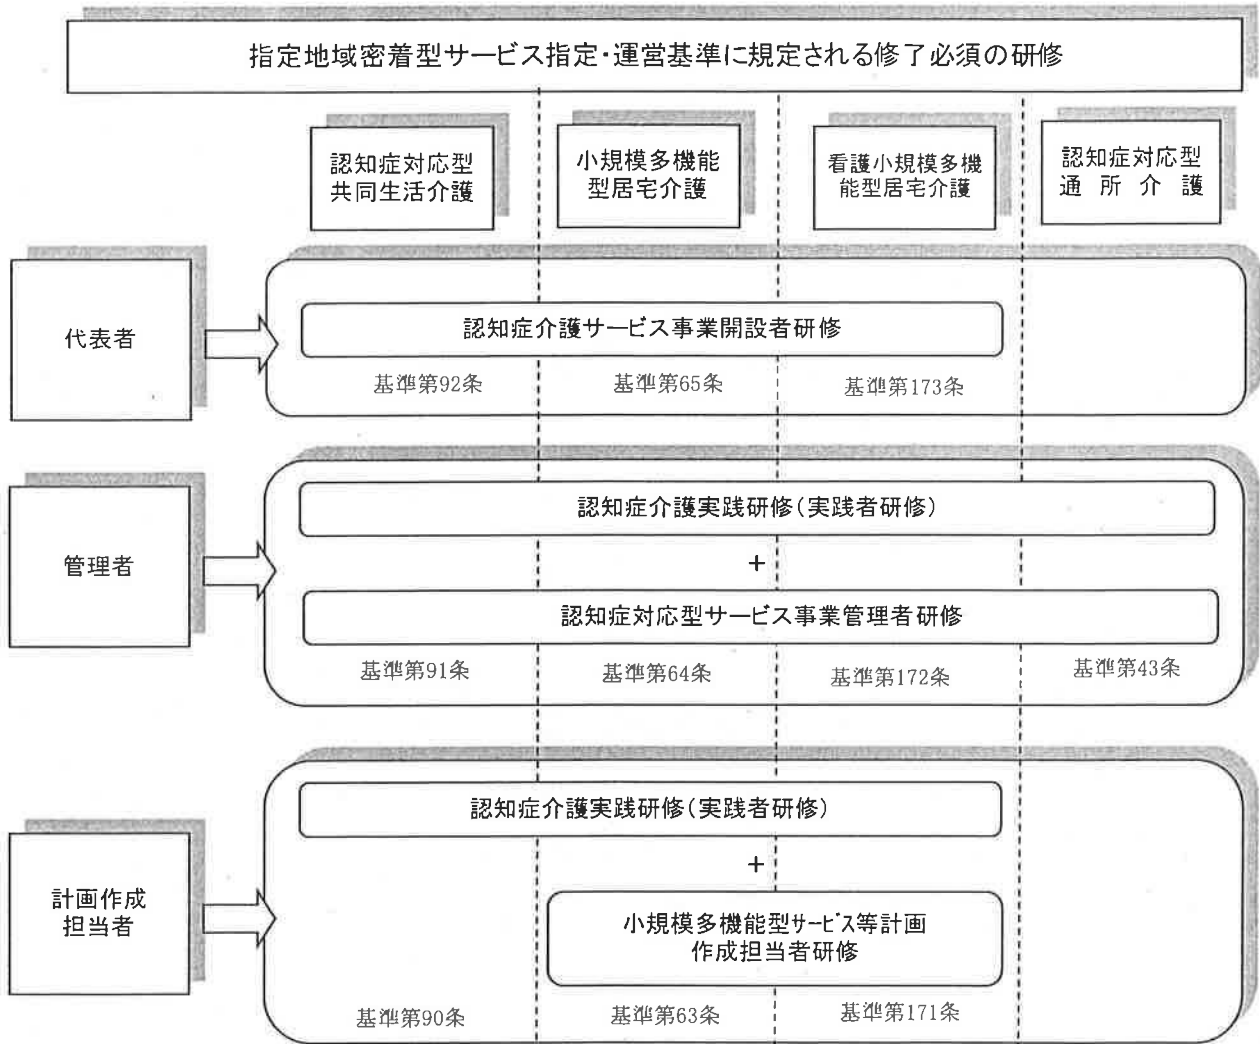 指定地域密着型サービス指定・運営基準に規定される修了必須の研修
認知症対応型
共同生活介護
小規模多機能
型居宅介護
看護小規模多機
能型居宅介護
認知症対応型
通所介護
代表者
認知症介護サービス事業開設者研修
基準第92条
基準第65条
基準第173条
管理者
認知症介護実践研修(実践者研修)
+
認知症対応型サービス事業管理者研修
基準第91条
基準第64条
基準第172条
基準第43条
計画作成
担当者
認知症介護実践研修(実践者研修)
+
小規模多機能型サービス等計画
作成担当者研修
基準第90条
基準第63条
基準第171条